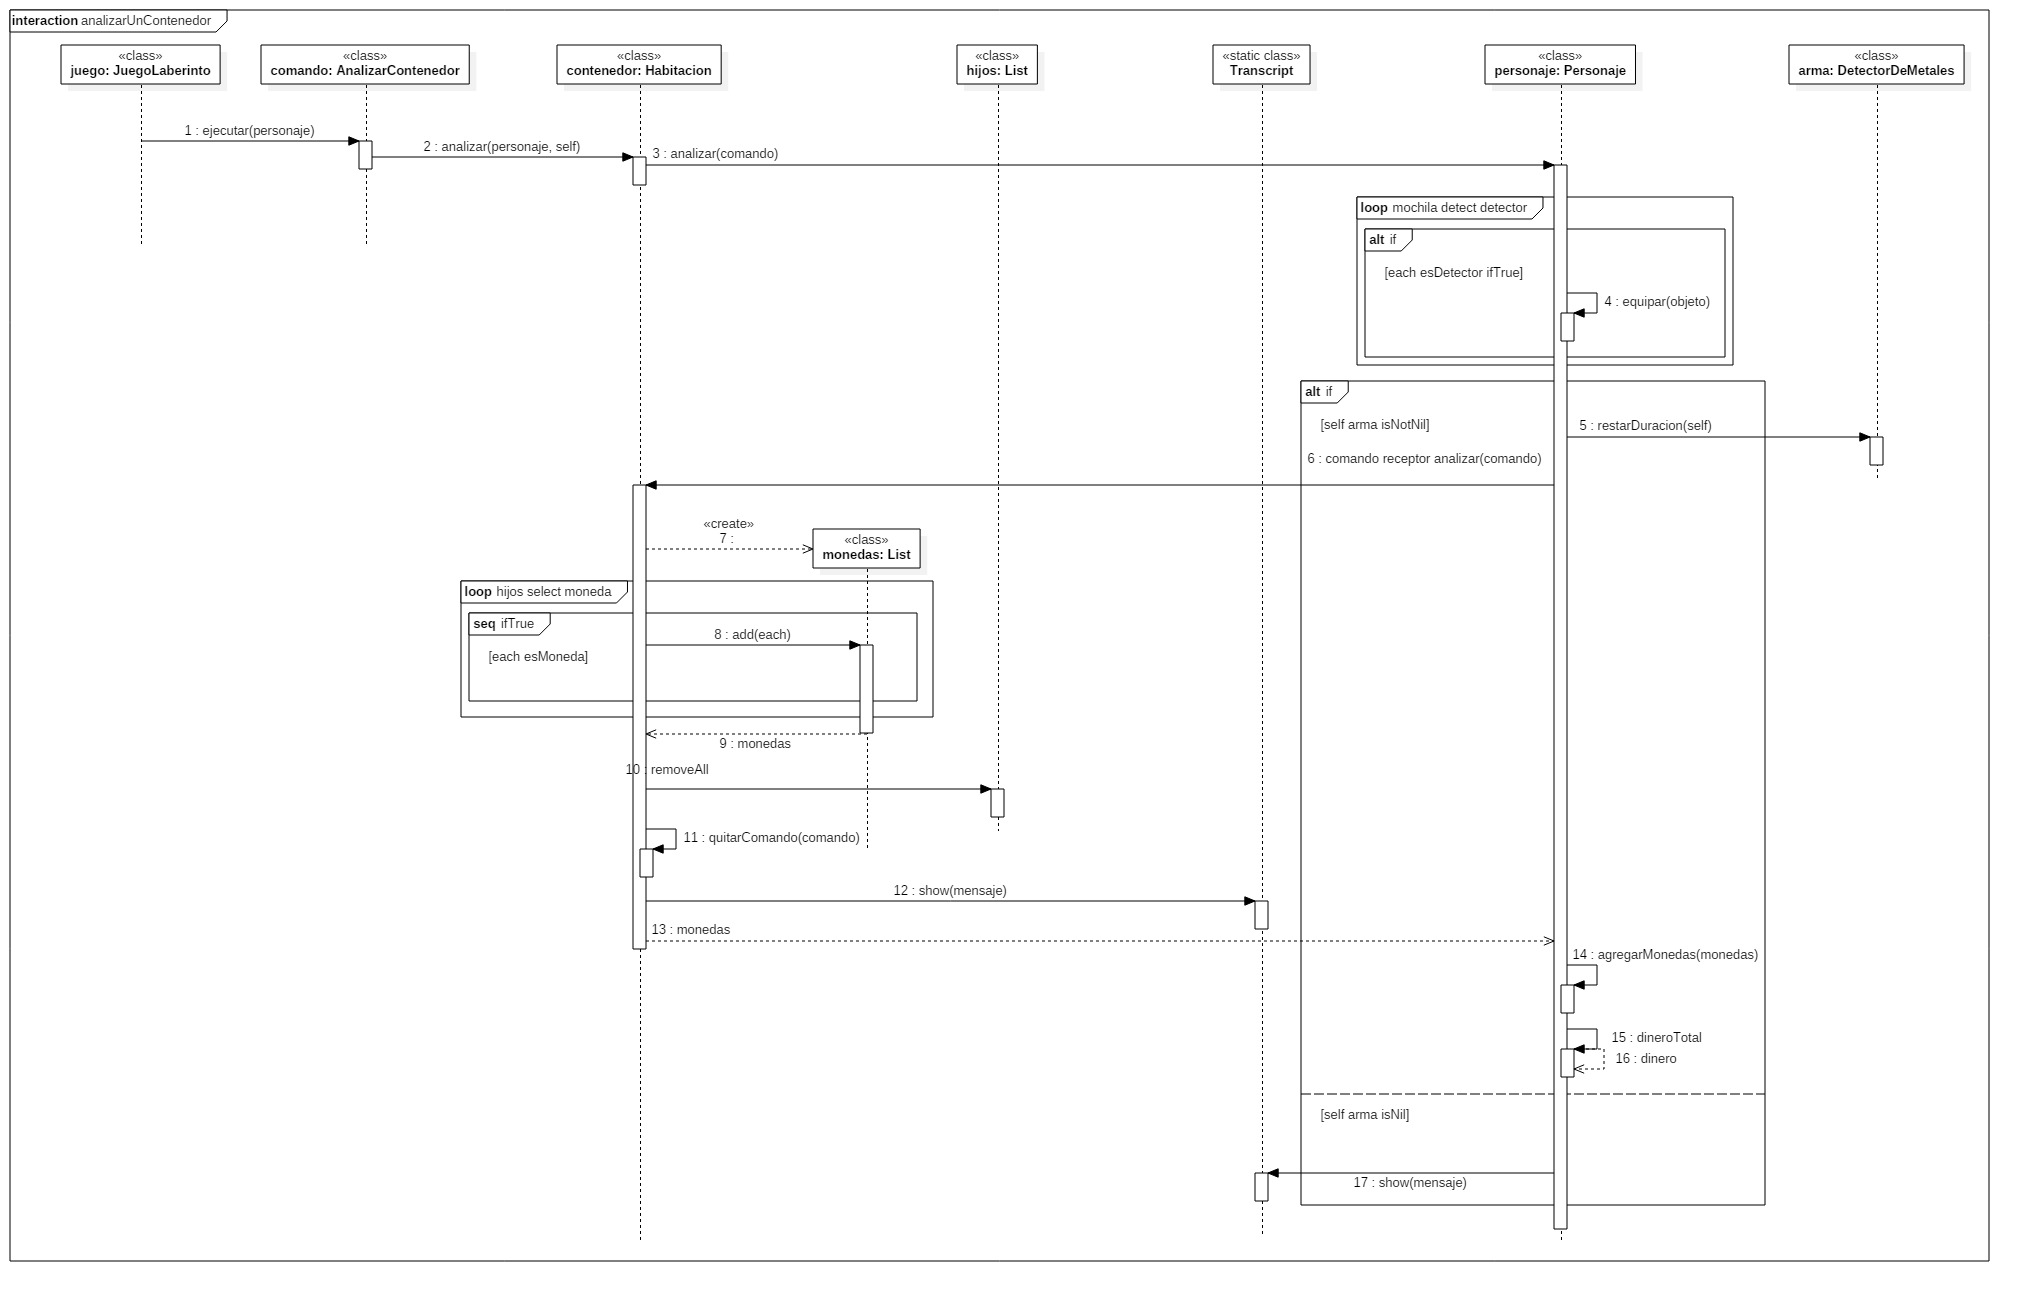 interaction analizarUnContenedor
«class»
juego: JuegoLaberinto
«class»
comando: AnalizarContenedor
«class»
contenedor: Habitacion
«class»
hijos: List
«static class»
Transcript
«class»
personaje: Personaje
«class»
arma: DetectorDeMetales
1 : ejecutar(personaje)
2 : analizar(personaje, self)
3 : analizar(comando)
loop mochila detect detector
alt if
[each esDetector ifTrue]
4 : equipar(objeto)
alt if
[self arma isNotNil]
5 : restarDuracion(self)
6 : comando receptor analizar(comando)
«create»
7 :
«class»
monedas: List
loop hijos select moneda
seq ifTrue
8 : add(each)
[each esMoneda]
9 : monedas
10 : removeAll
11 : quitarComando(comando)
12 : show(mensaje)
13 : monedas
14 : agregarMonedas(monedas)
15 : dineroTotal
16 : dinero
[self arma isNil]
17 : show(mensaje)